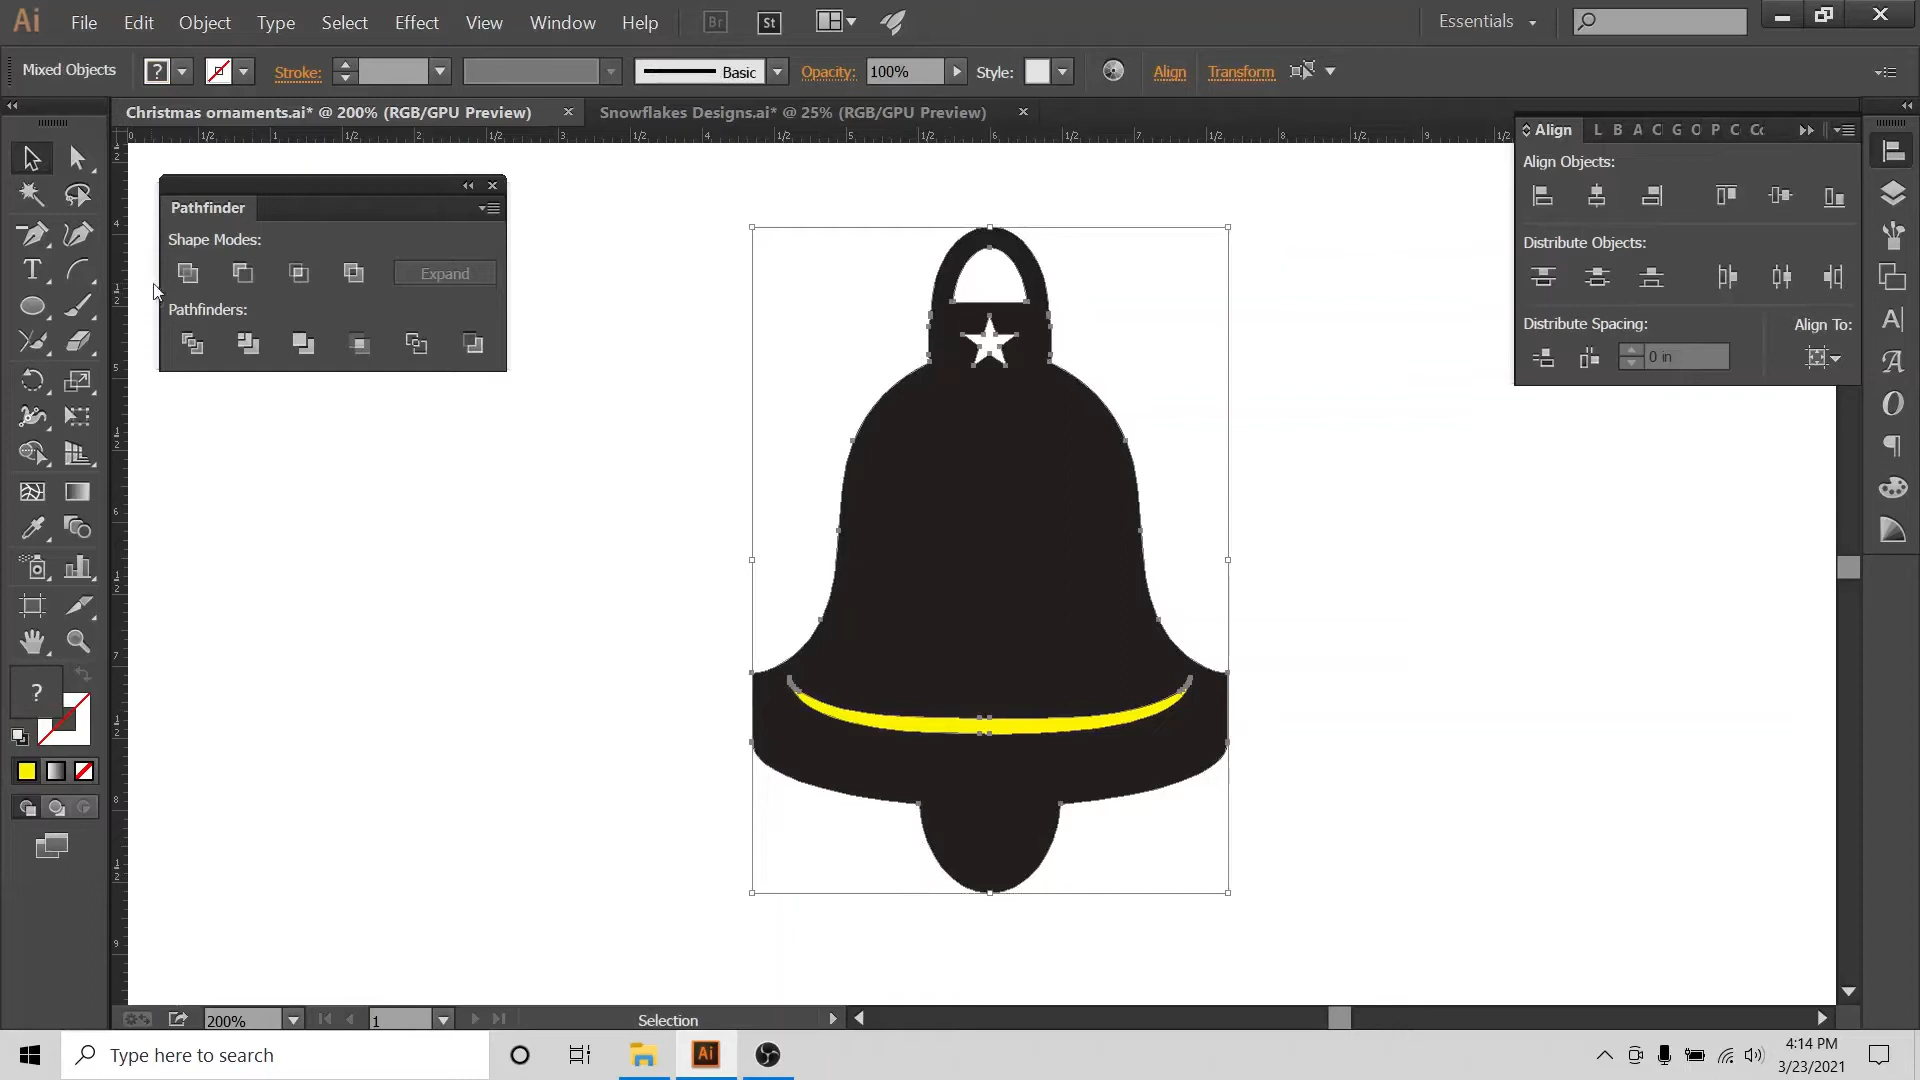 Ai File Edit Object Type Select Effect View Window Help Br St Essentials
Mixed Objects ? Stroke: Basic Opacity: 100% Style: Align Transform
Christmas ornaments.ai* @ 200% (RGB/GPU Preview) Snowflakes Designs.ai* @ 25% (RGB/GPU Preview)
Align L B A C G O P C Cc
Align Objects:
Distribute Objects:
Distribute Spacing: Align To:
0 in
Pathfinder
Shape Modes:
Expand
Pathfinders:
?
200% 1 Selection
Type here to search Ai 4:14 PM
3/23/2021